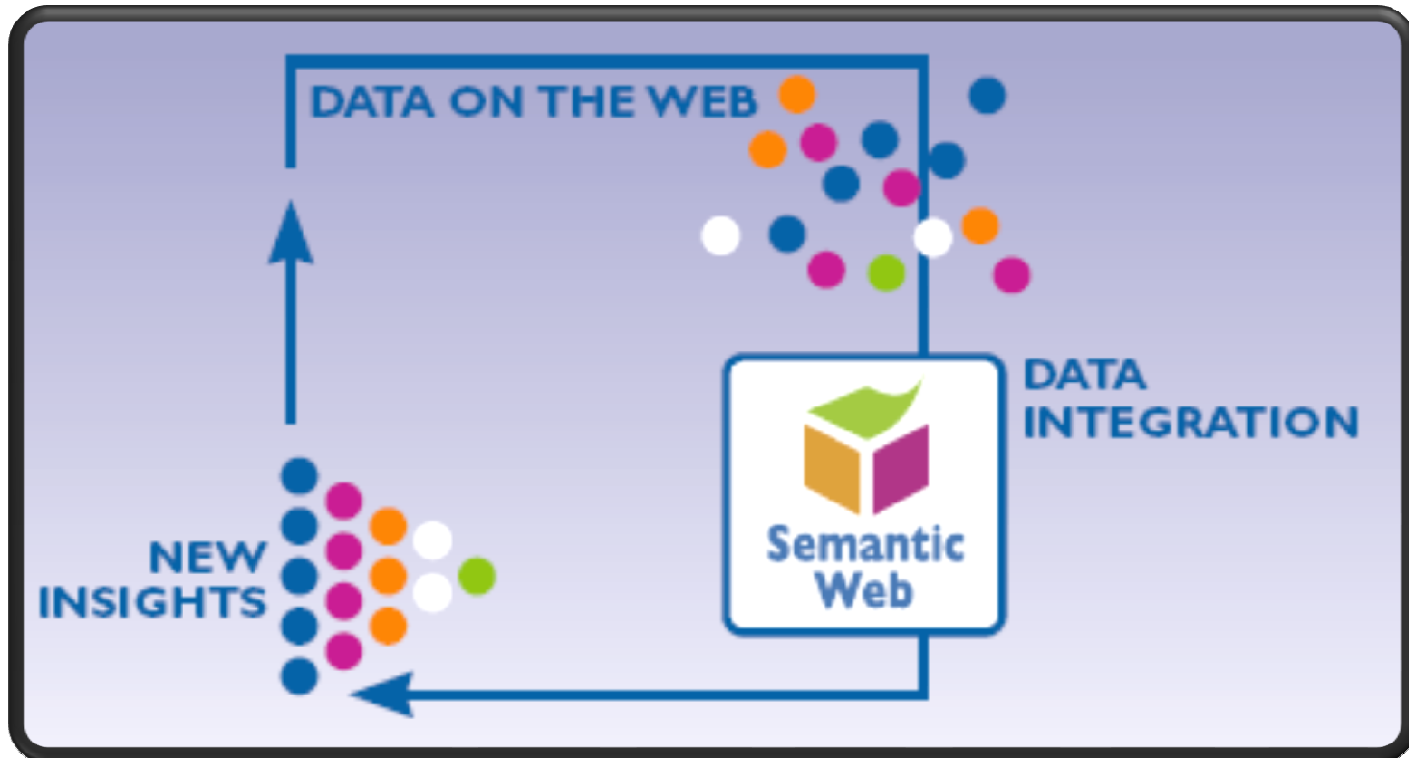 DATA ON THE WEB
DATA
INTEGRATION
Semantic
Web
NEW
INSIGHTS